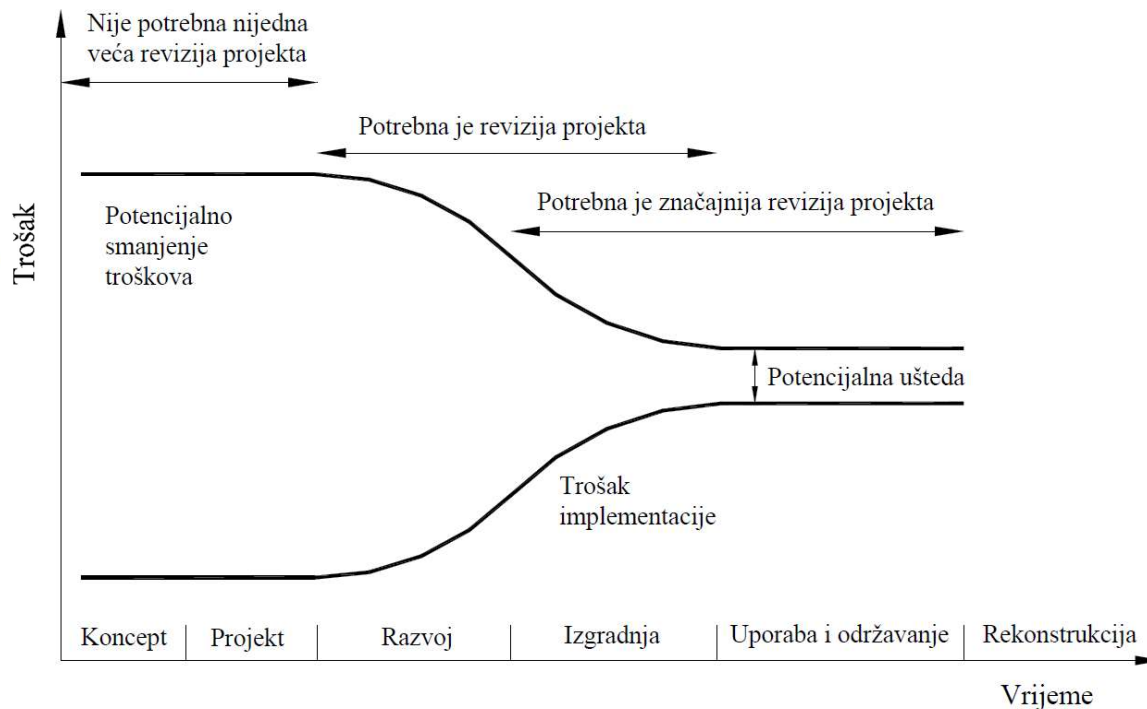 Nije potrebna nijedna
veća revizija projekta
Potrebna je revizija projekta
Potrebna je značajnija revizija projekta
Trošak
Potencijalno
smanjenje
troškova
Potencijalna ušteda
Trošak
implementacije
Koncept
Projekt
Razvoj
Izgradnja
Uporaba i održavanje
Rekonstrukcija
Vrijeme